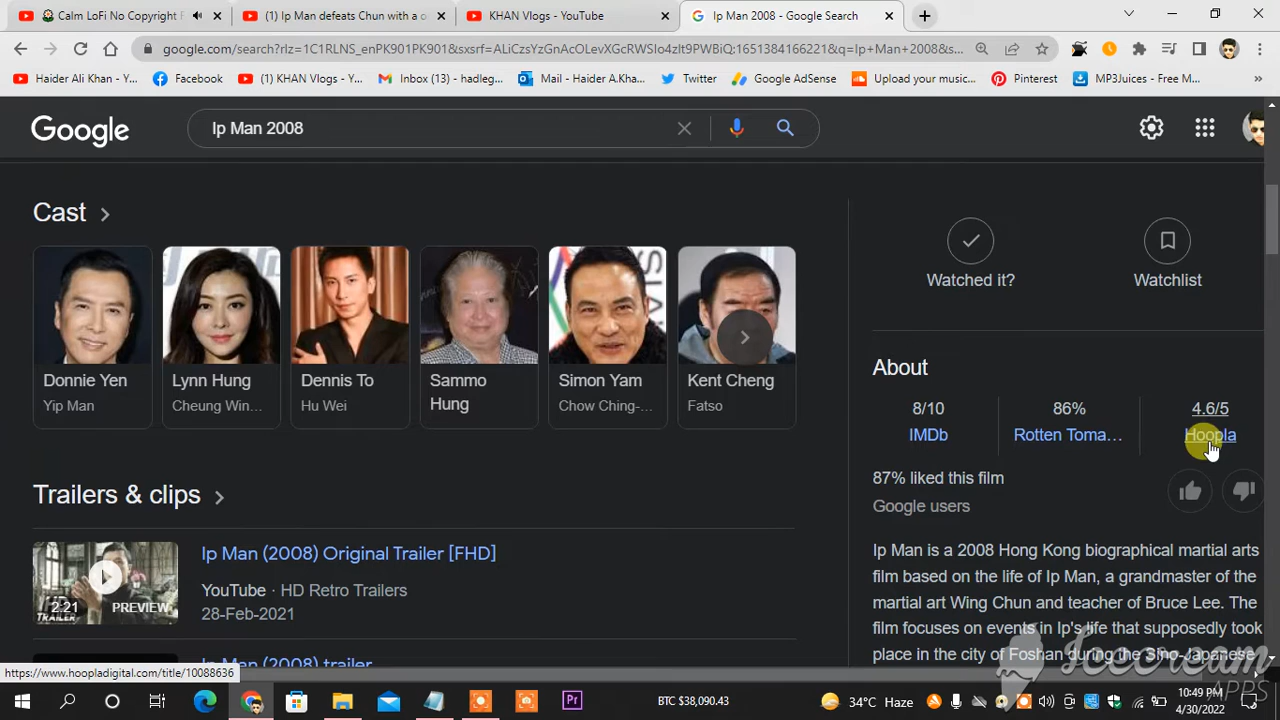 Calm LoFi No Copyright F
(1) Ip Man defeats Chun with a o
KHAN Vlogs - YouTube
Ip Man 2008 - Google Search
google.com/search?rlz=1C1RLNS_enPK901PK901&sxsrf=ALiCzsYzGnAcOLevXGcRWSIo4zlt9PWBiQ:1651384166221&q=Ip+Man+2008&s...
Haider Ali Khan - Y...
Facebook
(1) KHAN Vlogs - Y...
Inbox (13) - hadleg...
Mail - Haider A.Kha...
Twitter
Google AdSense
Upload your music...
Pinterest
MP3Juices - Free M...
»
Google
Ip Man 2008
Cast
Donnie Yen
Yip Man
Lynn Hung
Cheung Win...
Dennis To
Hu Wei
Sammo
Hung
Simon Yam
Chow Ching-...
Kent Cheng
Fatso
Trailers & clips
Ip Man (2008) Original Trailer [FHD]
YouTube · HD Retro Trailers
28-Feb-2021
2.21
PREVIEW
Ip Man (2008) trailer
Watched it?
Watchlist
About
8/10
IMDb
86%
Rotten Toma...
4.6/5
Hoopla
87% liked this film
Google users
Ip Man is a 2008 Hong Kong biographical martial arts
film based on the life of Ip Man, a grandmaster of the
martial art Wing Chun and teacher of Bruce Lee. The
film focuses on events in Ip's life that supposedly took
place in the city of Foshan during the Sino-Japanese
Icecream
APPS
https://www.hoopladigital.com/title/10088636
Pr
BTC $38,090.43
34°C Haze
10:49 PM
4/30/2022